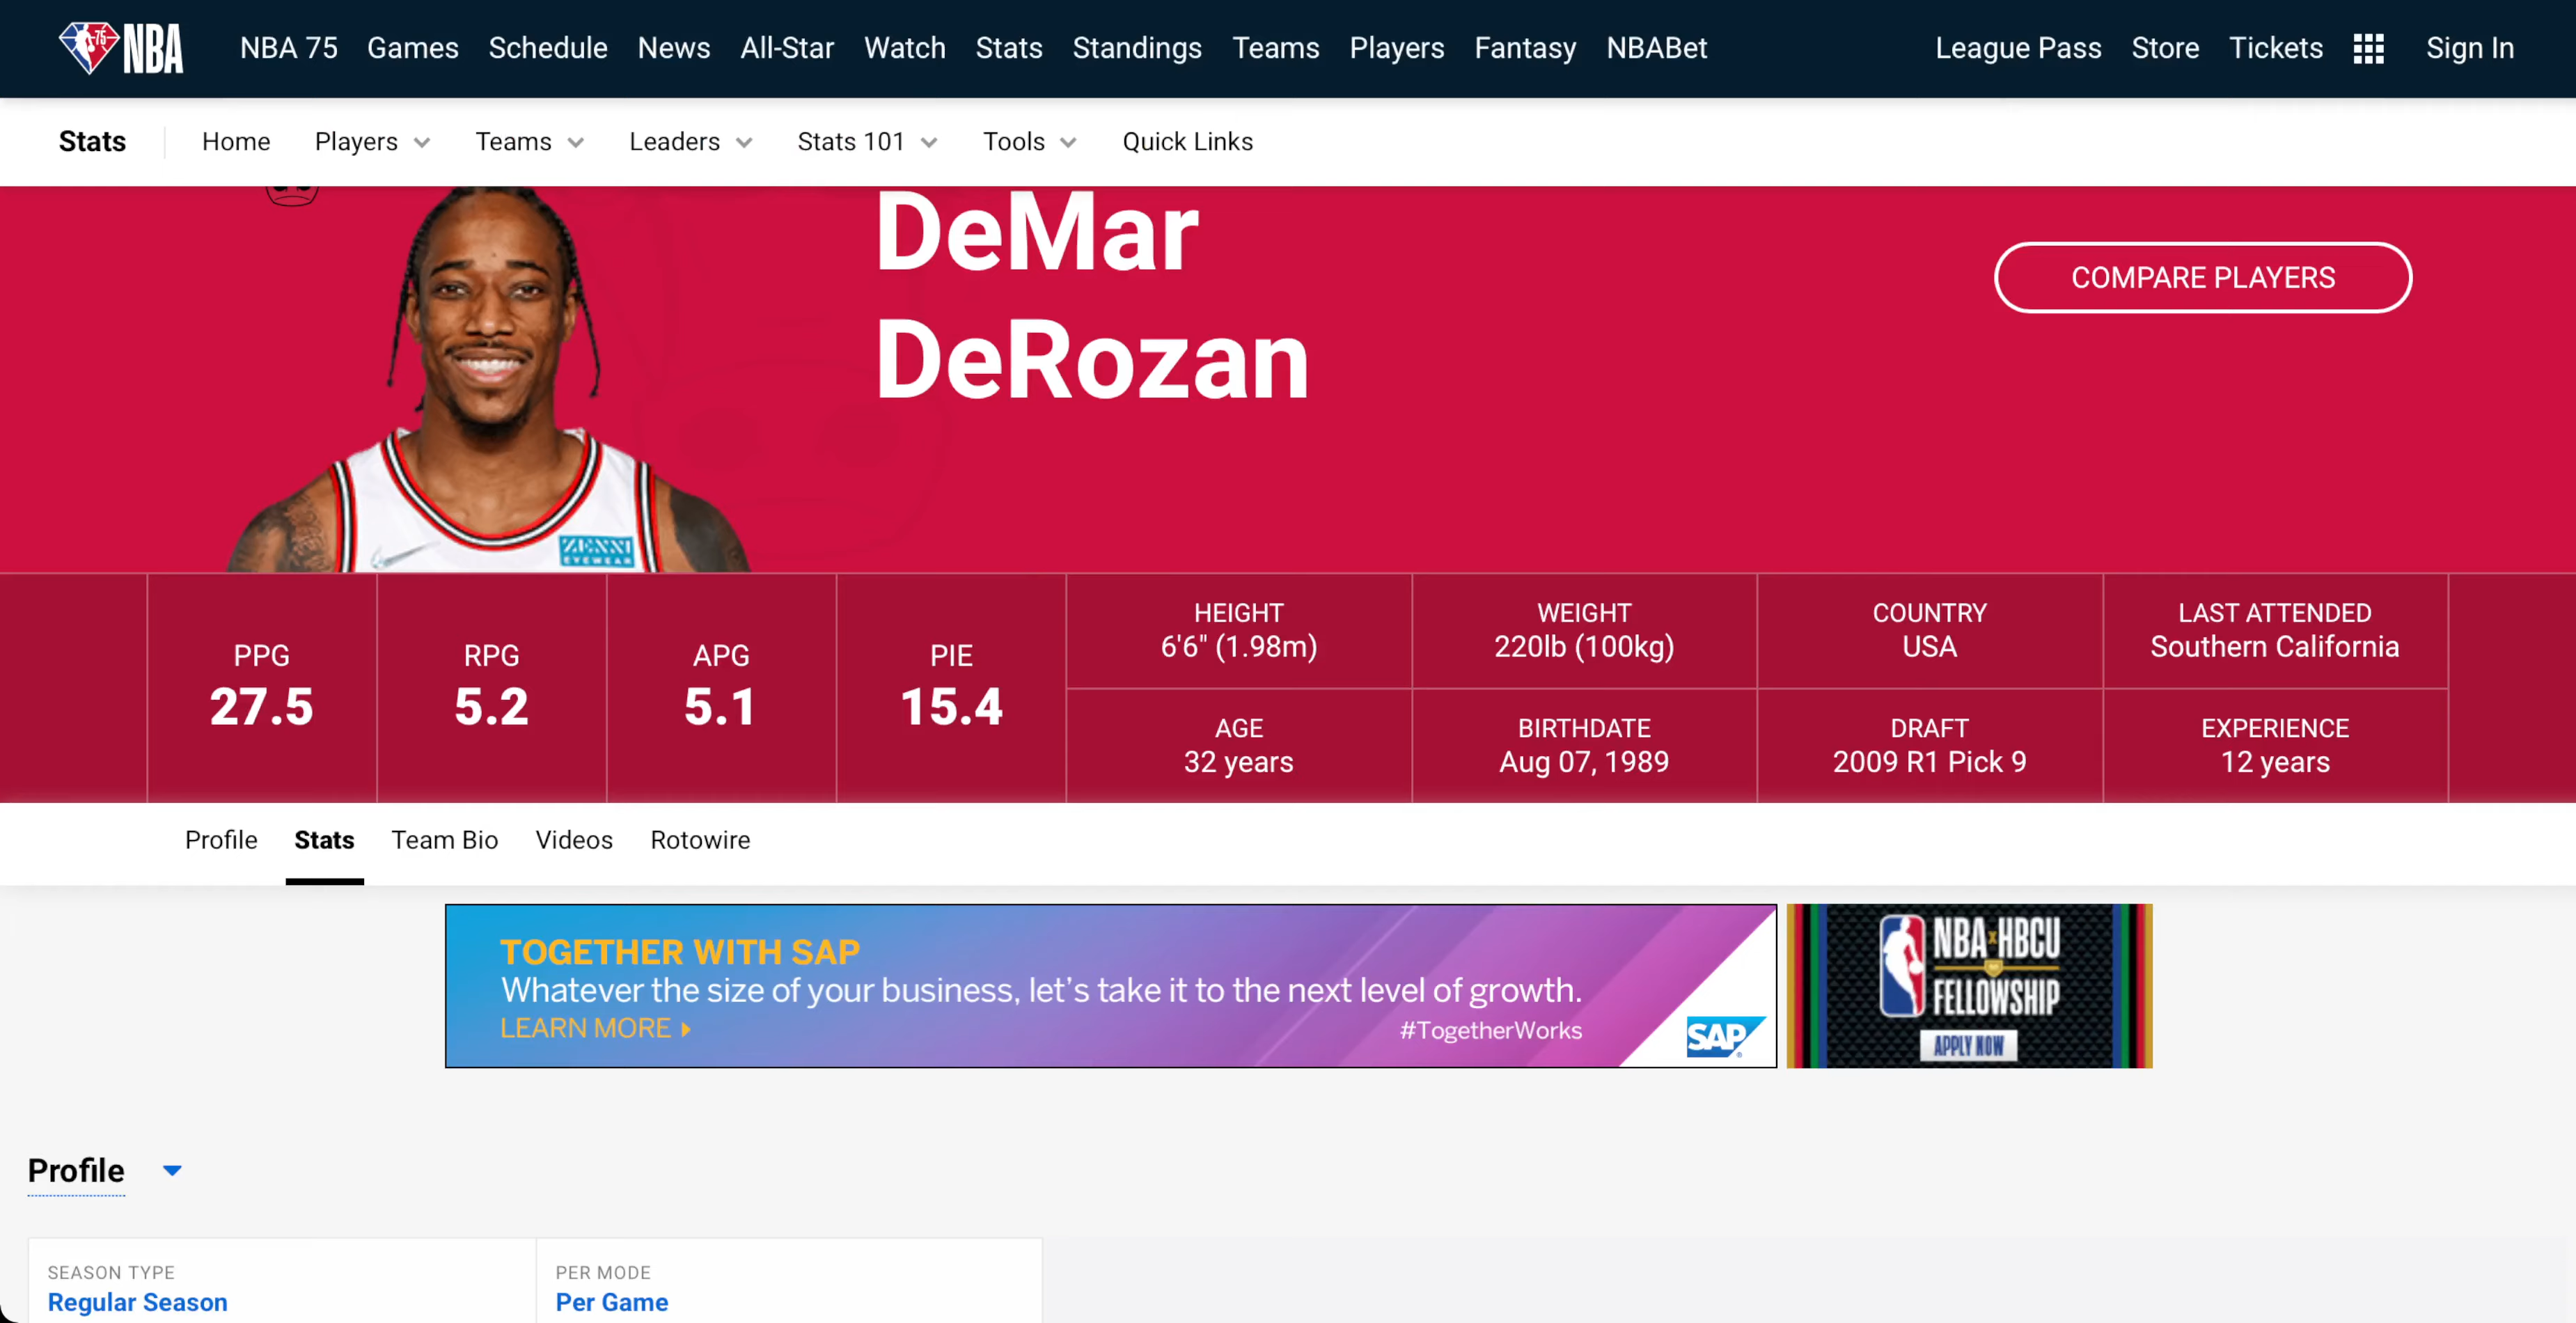 75 NBA NBA 75 Games Schedule News All-Star Watch Stats Standings Teams Players Fantasy NBABet League Pass Store Tickets Sign In
Stats Home Players Teams Leaders Stats 101 Tools Quick Links
DeMar
DeRozan
COMPARE PLAYERS
ZENNI
EYEWEAR
PPG
27.5
RPG
5.2
APG
5.1
PIE
15.4
HEIGHT
6'6" (1.98m)
WEIGHT
220lb (100kg)
COUNTRY
USA
LAST ATTENDED
Southern California
AGE
32 years
BIRTHDATE
Aug 07, 1989
DRAFT
2009 R1 Pick 9
EXPERIENCE
12 years
Profile Stats Team Bio Videos Rotowire
TOGETHER WITH SAP
Whatever the size of your business, let's take it to the next level of growth.
LEARN MORE
#TogetherWorks
SAP
NBA x HBCU
FELLOWSHIP
APPLY NOW
Profile
SEASON TYPE
Regular Season
PER MODE
Per Game